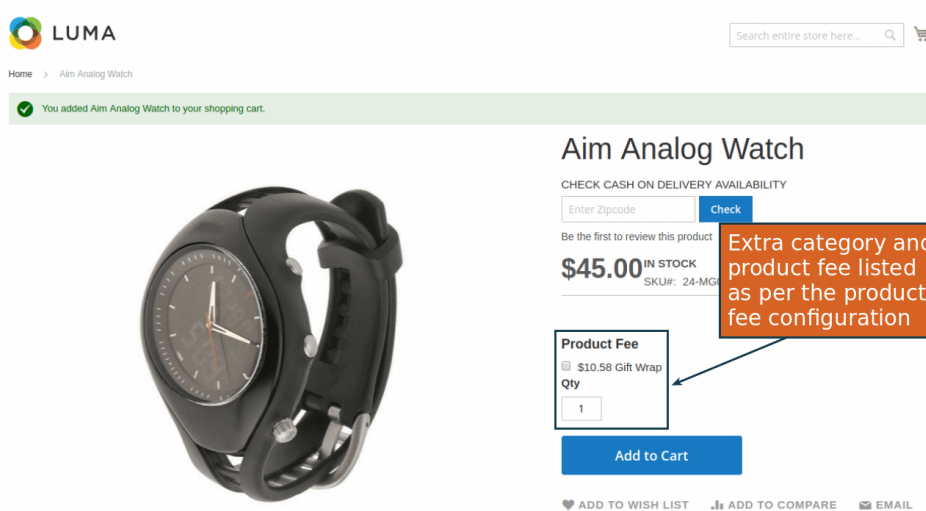 LUMA
Search entire store here...
Home > Aim Analog Watch
You added Aim Analog Watch to your shopping cart.
Aim Analog Watch
CHECK CASH ON DELIVERY AVAILABILITY
Enter Zipcode
Check
Be the first to review this product
$45.00
IN STOCK
SKU#: 24-MG
Extra category and
product fee listed
as per the product
fee configuration
Product Fee
$10.58 Gift Wrap
Qty
1
Add to Cart
ADD TO WISH LIST
ADD TO COMPARE
EMAIL